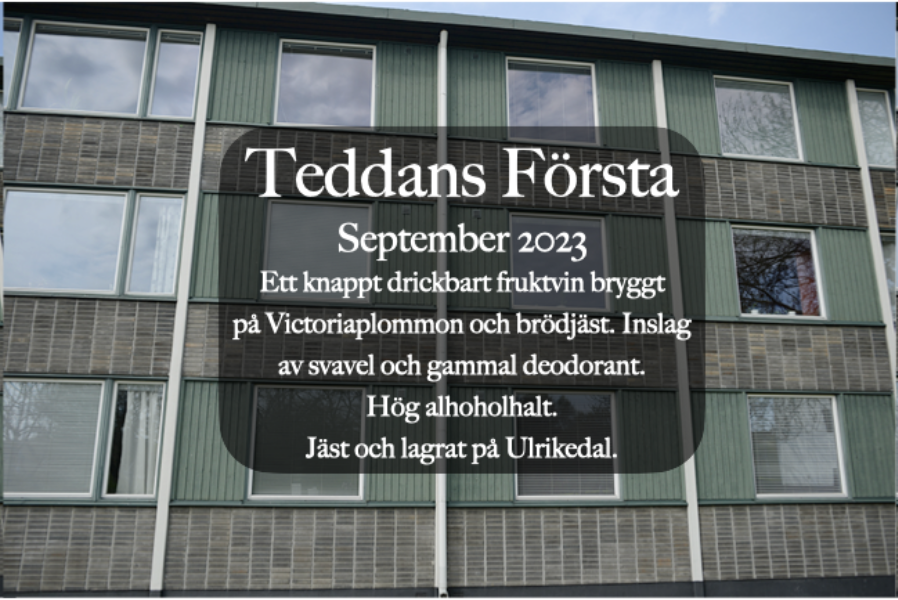 Teddans Första
September 2023
Ett knappt drickbart fruktvin bryggt
på Victoriaplommon och brödjäst. Inslag
av svavel och gammal deodorant.
Hög alhoholhalt.
Jäst och lagrat på Ulrikedal.